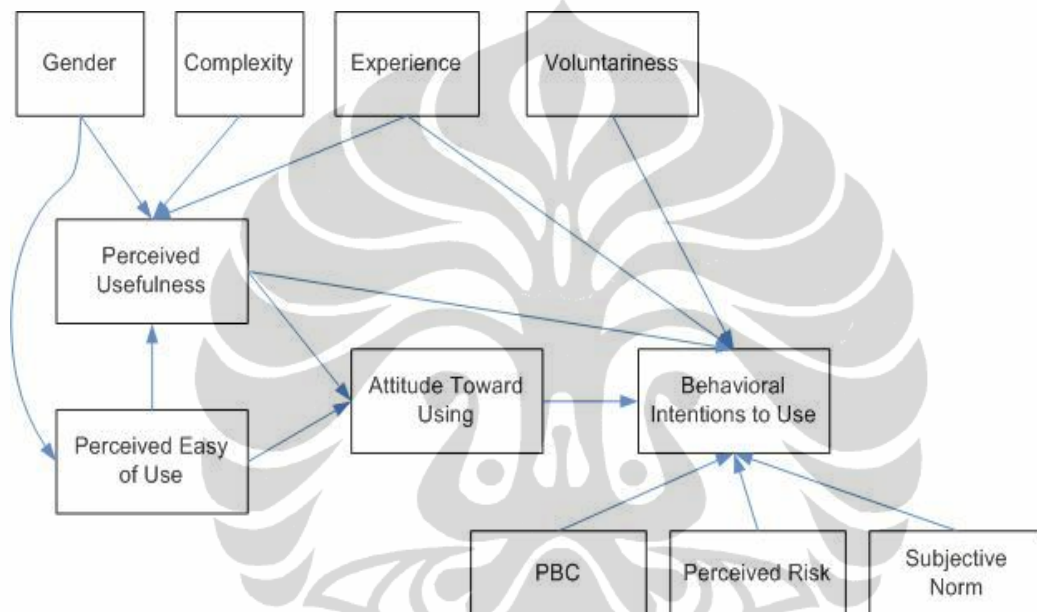 Gender
Complexity
Experience
Voluntariness
Perceived
Usefulness
Attitude Toward
Using
Behavioral
Intentions to Use
Perceived Easy
of Use
PBC
Perceived Risk
Subjective
Norm